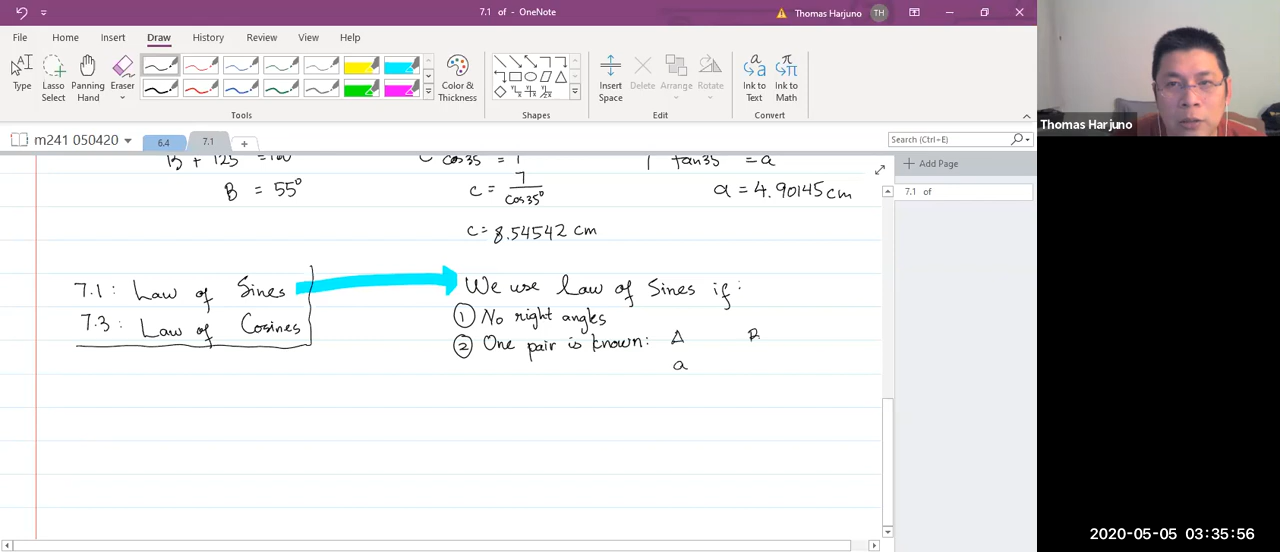 7.1 of - OneNote
Thomas Harjuno TH
File Home Insert Draw History Review View Help
Type
Lasso Select
Panning Hand
Eraser
Color & Thickness
Insert Space
Delete
Arrange
Rotate
Ink to Text
Ink to Math
Tools
Shapes
Edit
Convert
m241 050420
6.4
7.1
Search (Ctrl+E)
Add Page
7.1 of
B = 55°
c = 7 / cos35°
a = 4.90145 cm
c = 8.54542 cm
7.1: Law of Sines
7.3: Law of Cosines
We use Law of Sines if:
① No right angles
② One pair is known: A B
a
Thomas Harjuno
2020-05-05 03:35:56